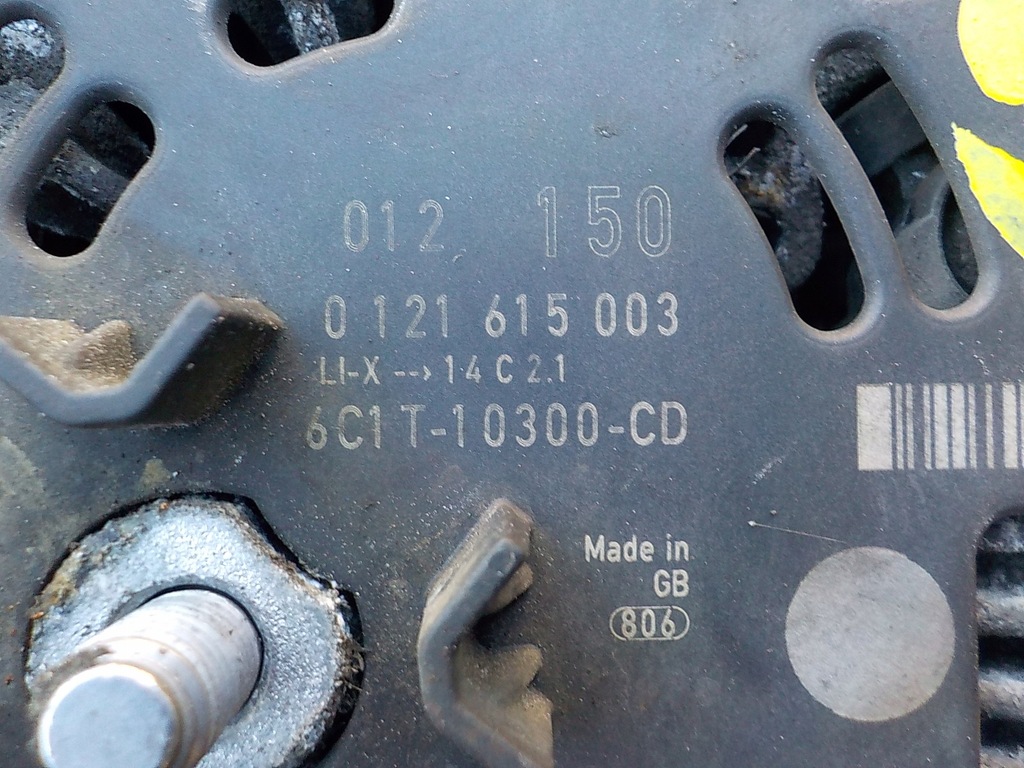 012 150
0 121 615 003
LI-X --→ 14 C 2.1
6C1T-10300-CD
Made in
GB
806